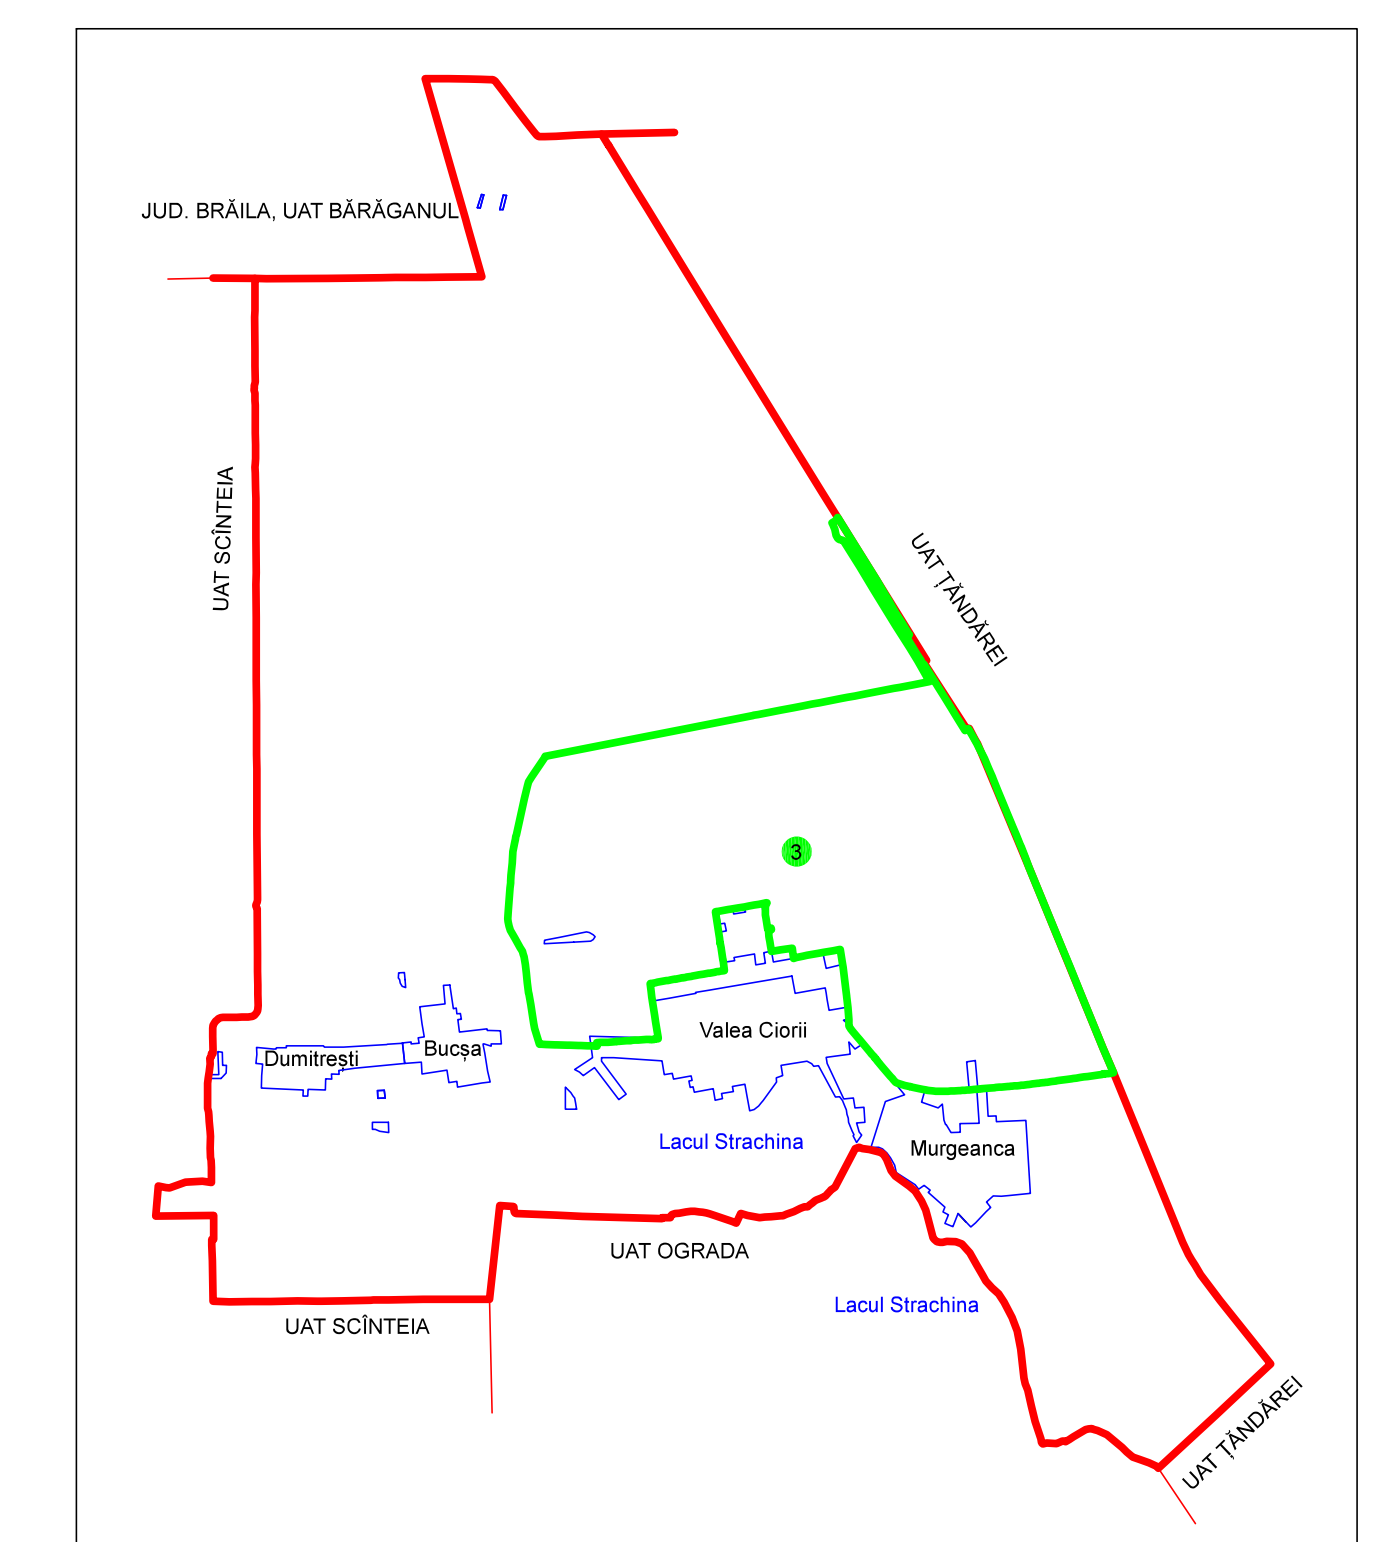 JUD. BRĂILA, UAT BĂRĂGANUL
UAT SCÎNTEIA
UAT ȚĂNDĂREI
3
Valea Ciorii
Bucșa
Dumitrești
Lacul Strachina
Murgeanca
UAT OGRADA
Lacul Strachina
UAT SCÎNTEIA
UAT ȚĂNDĂREI